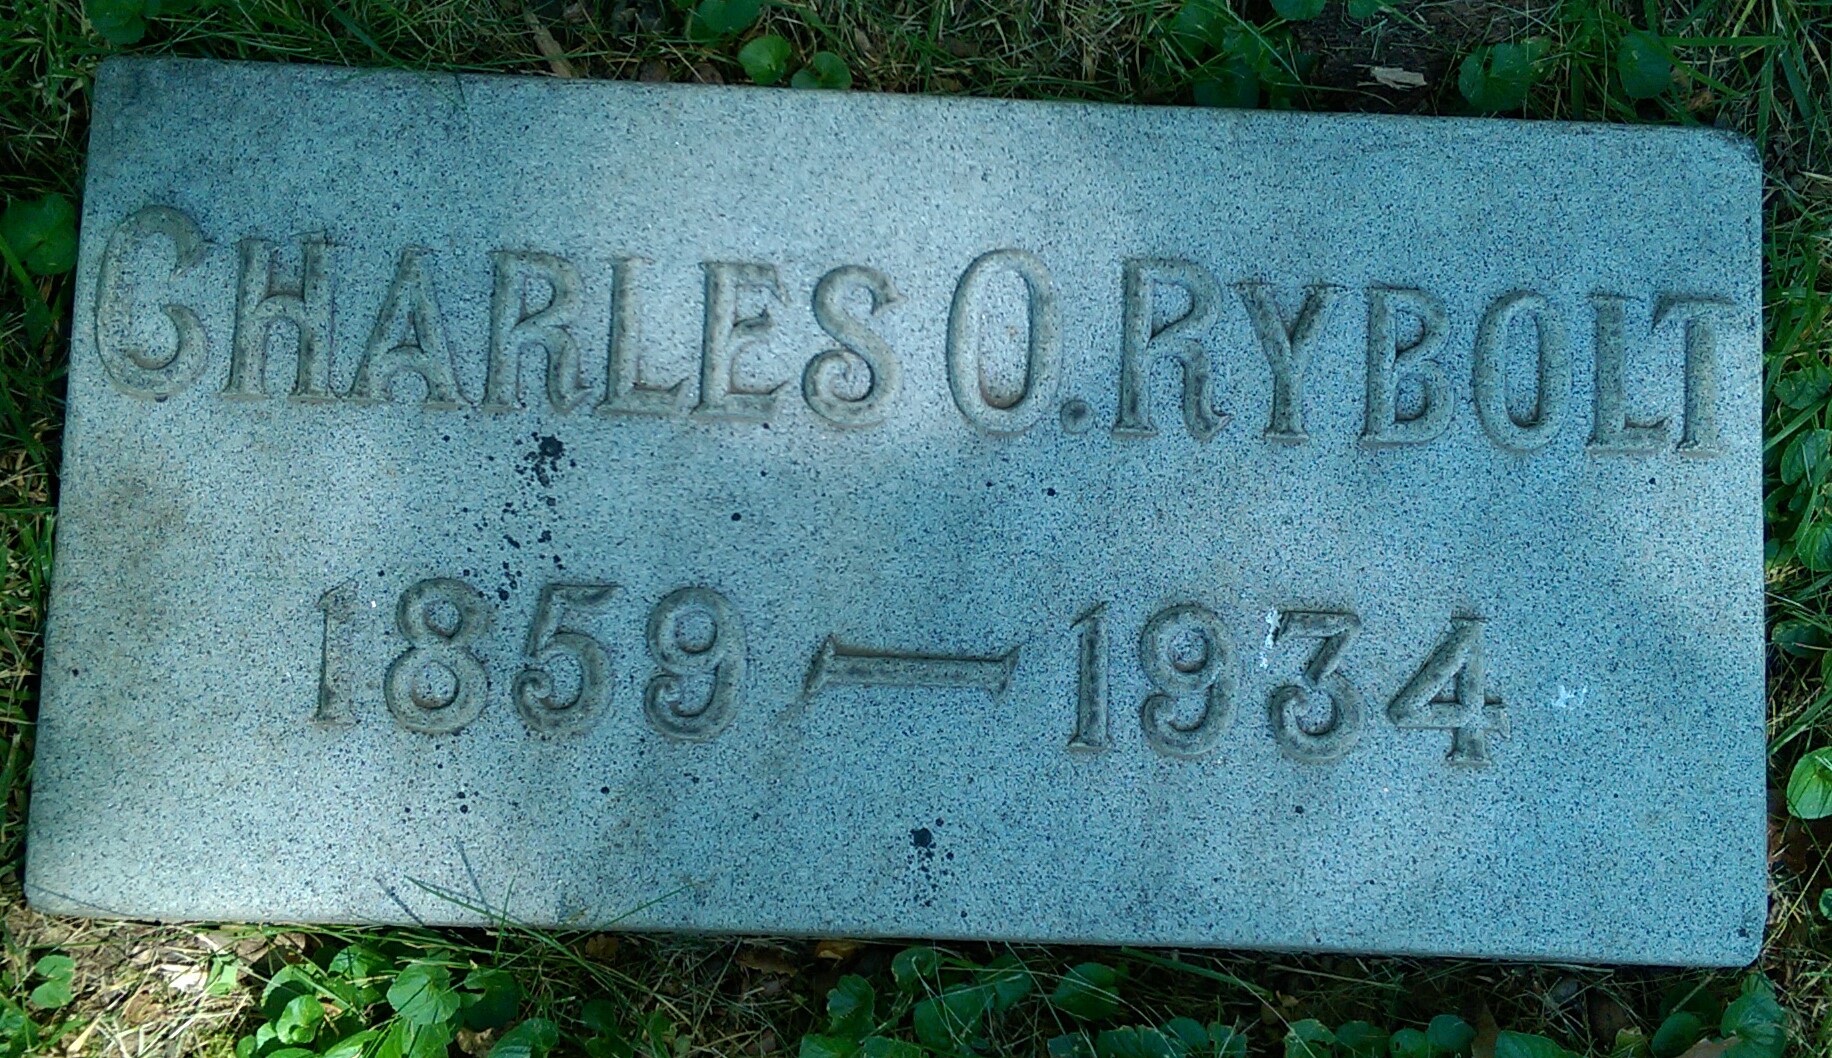 CHARLES O. RYBOLT
1859 — 1934